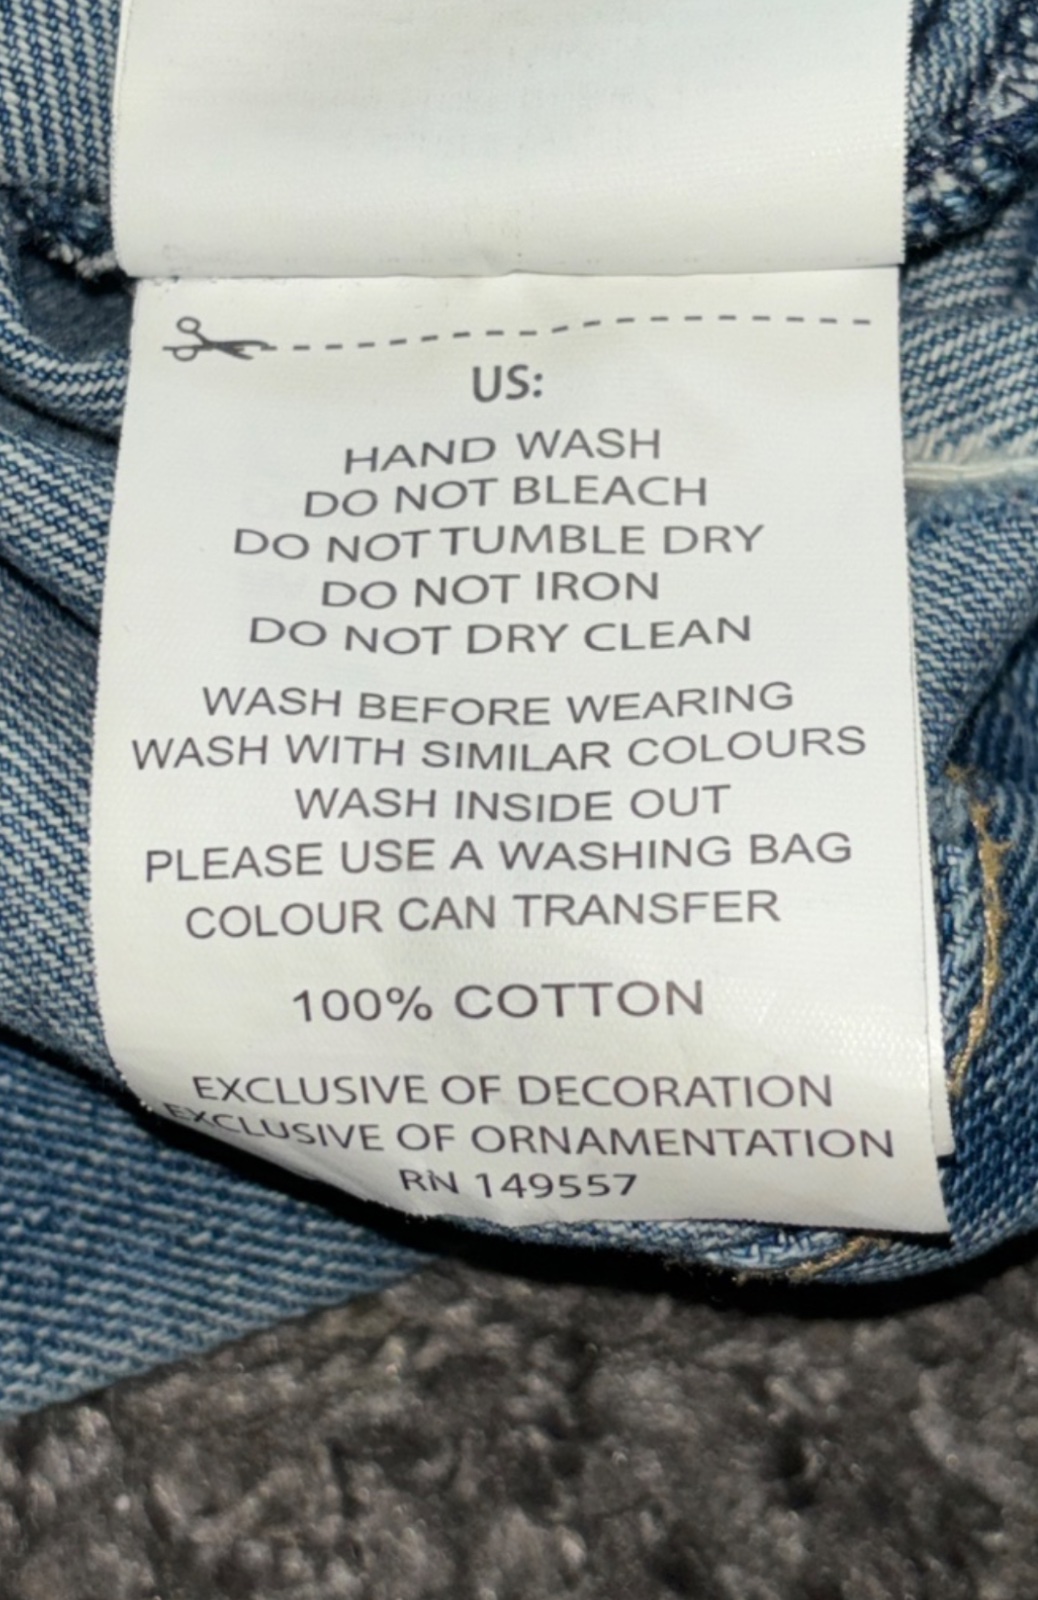 US:
HAND WASH
DO NOT BLEACH
DO NOT TUMBLE DRY
DO NOT IRON
DO NOT DRY CLEAN
WASH BEFORE WEARING
WASH WITH SIMILAR COLOURS
WASH INSIDE OUT
PLEASE USE A WASHING BAG
COLOUR CAN TRANSFER
100% COTTON
EXCLUSIVE OF DECORATION
EXCLUSIVE OF ORNAMENTATION
RN 149557